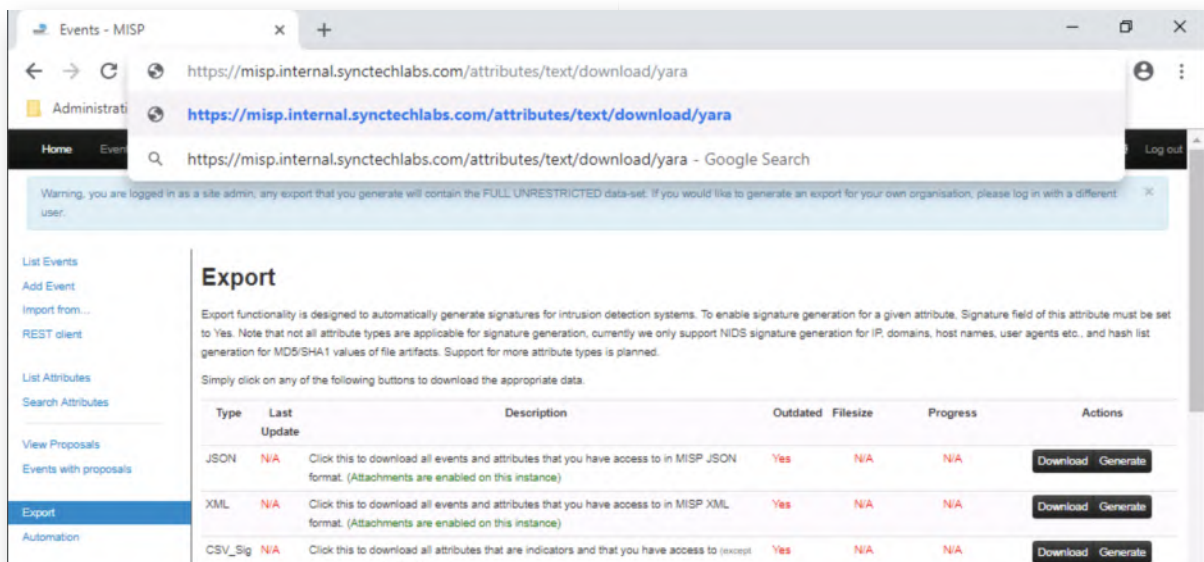 Events - MISP
https://misp.internal.synctechlabs.com/attributes/text/download/yara
Administrati
https://misp.internal.synctechlabs.com/attributes/text/download/yara
https://misp.internal.synctechlabs.com/attributes/text/download/yara - Google Search
Home Even Log out
Warning, you are logged in as a site admin, any export that you generate will contain the FULL UNRESTRICTED data-set. If you would like to generate an export for your own organisation, please log in with a different
user.
List Events
Add Event
Import from...
REST client
List Attributes
Search Attributes
View Proposals
Events with proposals
Export
Automation
Export
Export functionality is designed to automatically generate signatures for intrusion detection systems. To enable signature generation for a given attribute, Signature field of this attribute must be set
to Yes. Note that not all attribute types are applicable for signature generation, currently we only support NIDS signature generation for IP, domains, host names, user agents etc., and hash list
generation for MD5/SHA1 values of file artifacts. Support for more attribute types is planned.
Simply click on any of the following buttons to download the appropriate data.
Type Last Update Description Outdated Filesize Progress Actions
JSON N/A Click this to download all events and attributes that you have access to in MISP JSON Yes N/A N/A Download Generate
format. (Attachments are enabled on this instance)
XML N/A Click this to download all events and attributes that you have access to in MISP XML Yes N/A N/A Download Generate
format. (Attachments are enabled on this instance)
CSV_Sig N/A Click this to download all attributes that are indicators and that you have access to (except Yes N/A N/A Download Generate